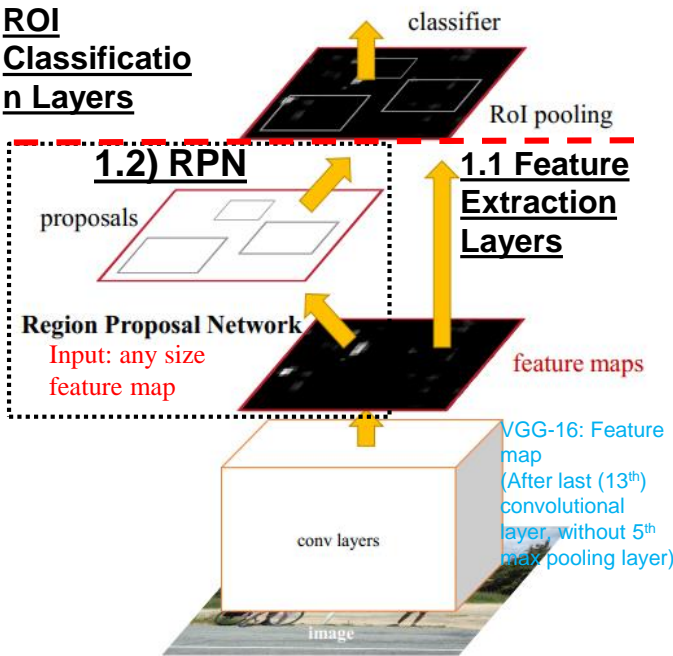 ROI
Classificatio
n Layers
classifier
RoI pooling
1.2) RPN
1.1 Feature
Extraction
Layers
proposals
Region Proposal Network
Input: any size
feature map
feature maps
VGG-16: Feature
map
(After last (13th)
convolutional
layer, without 5th
max pooling layer)
conv layers
image